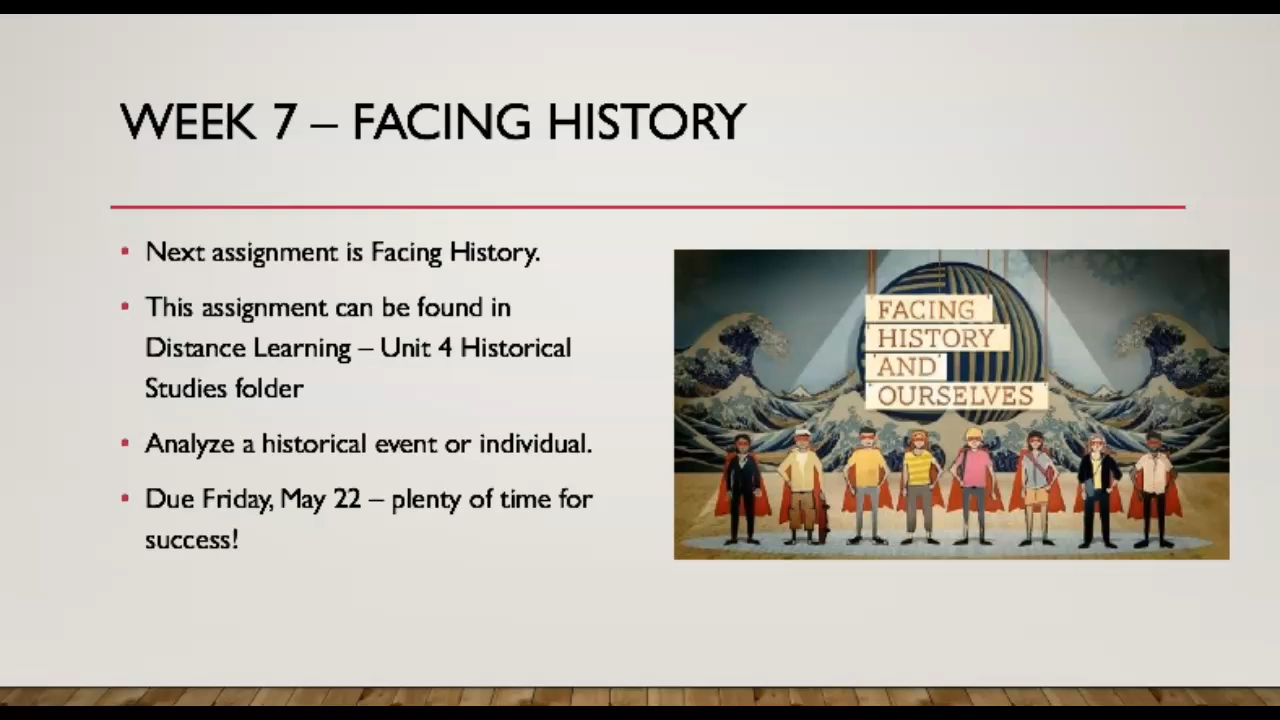 WEEK 7 – FACING HISTORY
Next assignment is Facing History.
This assignment can be found in
Distance Learning – Unit 4 Historical
Studies folder
Analyze a historical event or individual.
Due Friday, May 22 – plenty of time for
success!
FACING
HISTORY
AND
OURSELVES